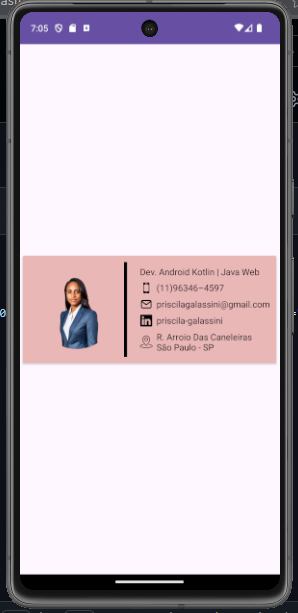 7:05
Dev. Android Kotlin | Java Web
(11)96346-4597
priscilagalassini@gmail.com
in priscila-galassini
R. Arroio Das Caneleiras
São Paulo - SP